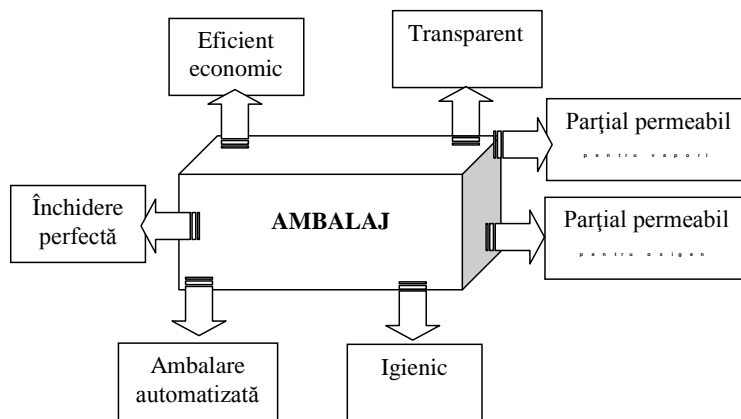 Eficient
economic
Transparent
Parţial permeabil
pentru vapori
Închidere
perfectă
AMBALAJ
Parţial permeabil
pentru oxigen
Ambalare
automatizată
Igienic